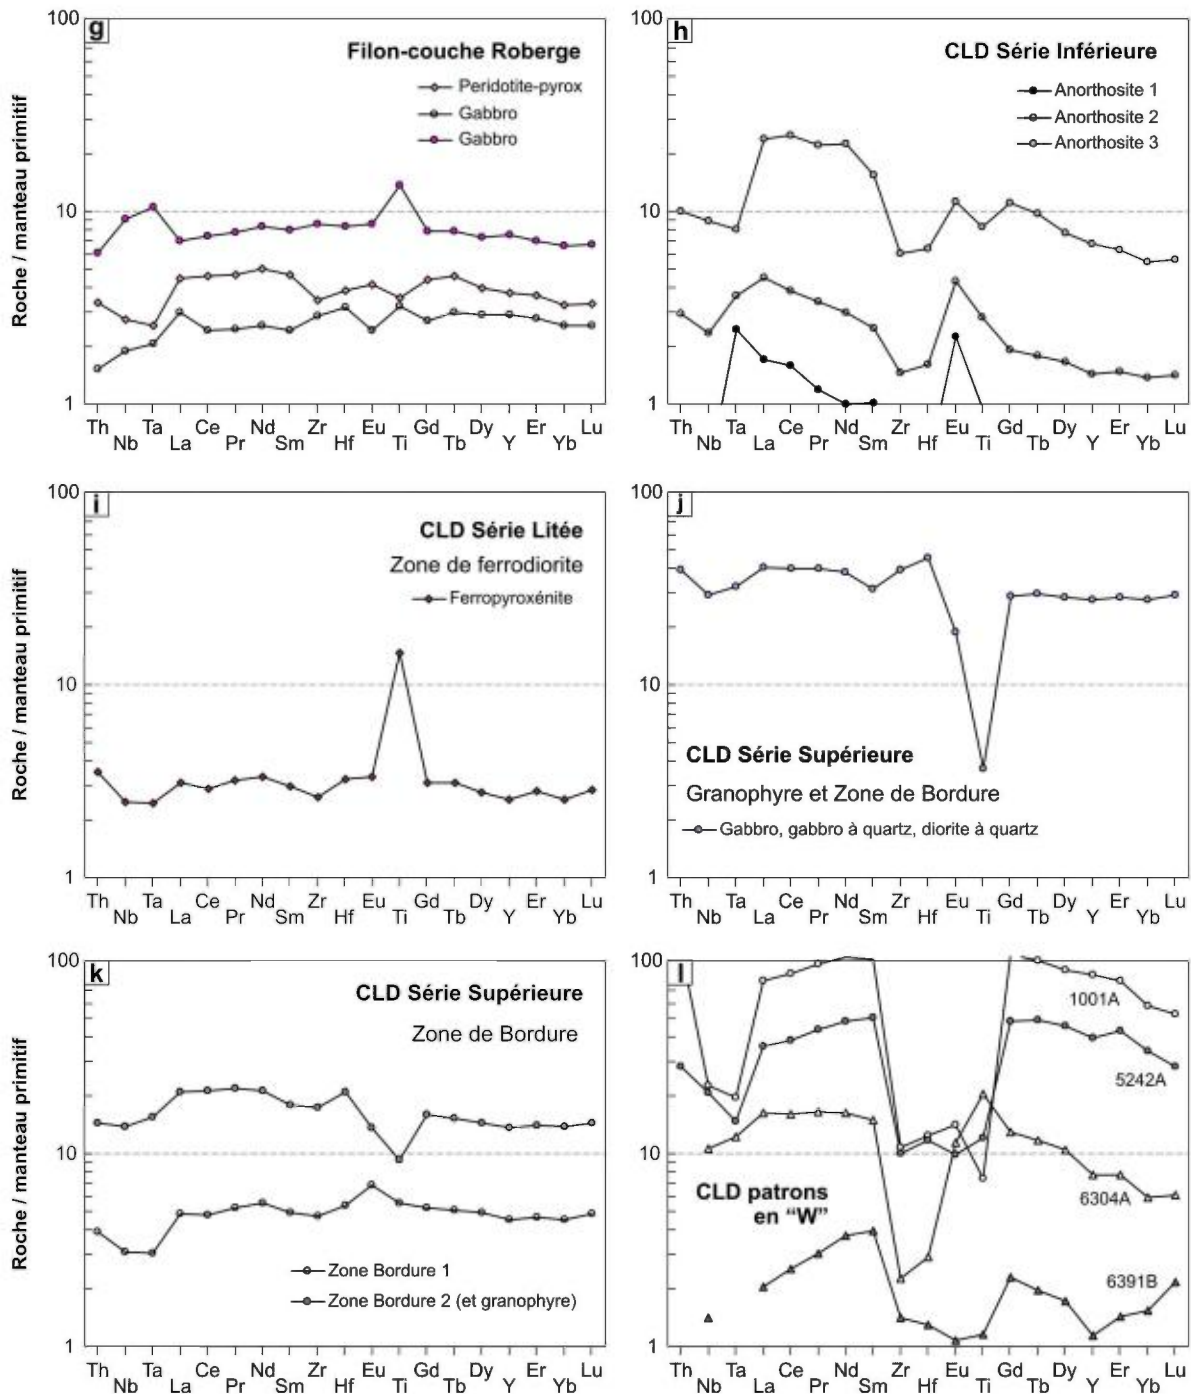 g
Filon-couche Roberge
Peridotite-pyrox
Gabbro
Gabbro
Roche / manteau primitif
100
10
1
Th Nb Ta La Ce Pr Nd Sm Zr Hf Eu Ti Gd Tb Dy Y Er Yb Lu
h
CLD Série Inférieure
Anorthosite 1
Anorthosite 2
Anorthosite 3
100
10
1
Th Nb Ta La Ce Pr Nd Sm Zr Hf Eu Ti Gd Tb Dy Y Er Yb Lu
i
CLD Série Litée
Zone de ferrodiorite
Ferropyroxénite
Roche / manteau primitif
100
10
1
Th Nb Ta La Ce Pr Nd Sm Zr Hf Eu Ti Gd Tb Dy Y Er Yb Lu
j
CLD Série Supérieure
Granophyre et Zone de Bordure
Gabbro, gabbro à quartz, diorite à quartz
100
10
1
Th Nb Ta La Ce Pr Nd Sm Zr Hf Eu Ti Gd Tb Dy Y Er Yb Lu
k
CLD Série Supérieure
Zone de Bordure
Zone Bordure 1
Zone Bordure 2 (et granophyre)
Roche / manteau primitif
100
10
1
Th Nb Ta La Ce Pr Nd Sm Zr Hf Eu Ti Gd Tb Dy Y Er Yb Lu
l
1001A
5242A
6304A
6391B
CLD patrons
en “W”
100
10
1
Th Nb Ta La Ce Pr Nd Sm Zr Hf Eu Ti Gd Tb Dy Y Er Yb Lu